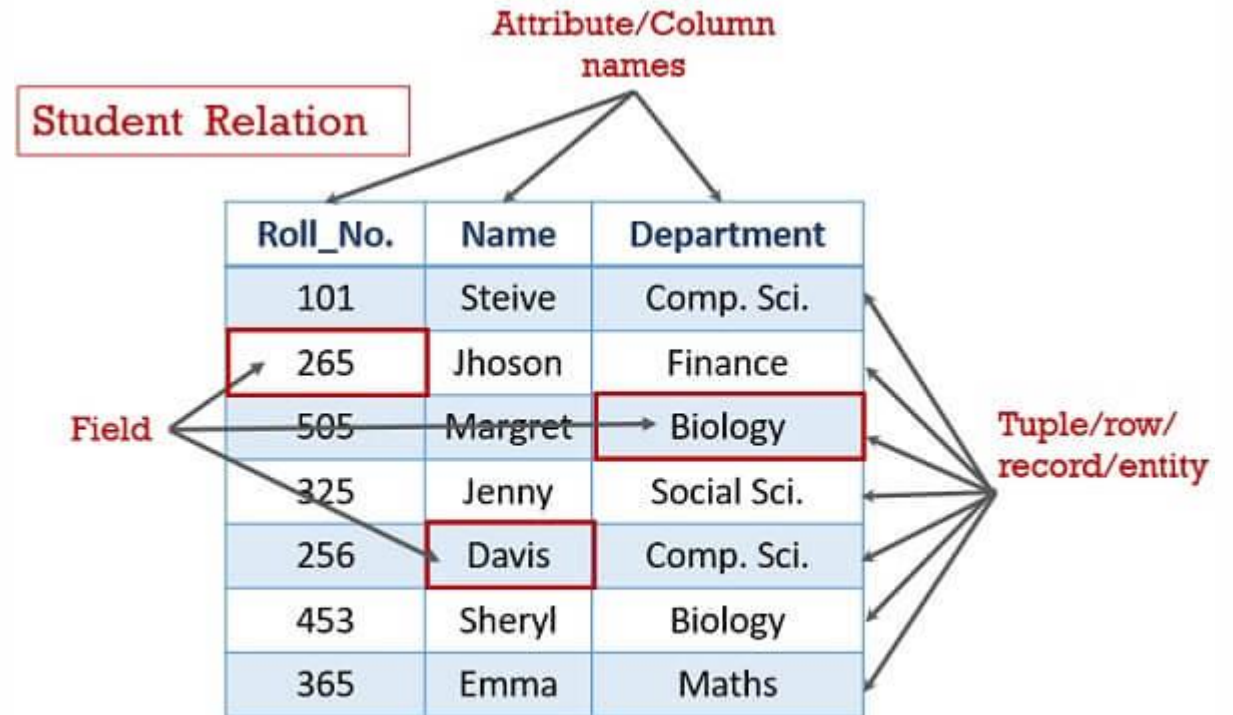 Attribute/Column
names
Student Relation
Roll_No. Name Department
101 Steive Comp. Sci.
265 Jhoson Finance
505 Margret Biology
Field
Tuple/row/
record/entity
325 Jenny Social Sci.
256 Davis Comp. Sci.
453 Sheryl Biology
365 Emma Maths